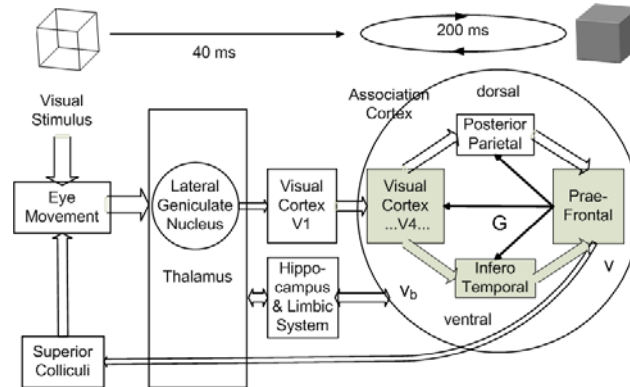 40 ms
200 ms
Visual
Stimulus
Association
Cortex
dorsal
Posterior
Parietal
Eye
Movement
Lateral
Geniculate
Nucleus
Visual
Cortex
V1
Visual
Cortex
...V4...
G
Prae-
Frontal
Thalamus
Hippo-
campus
& Limbic
System
v_b
Infero
Temporal
v
ventral
Superior
Colliculi